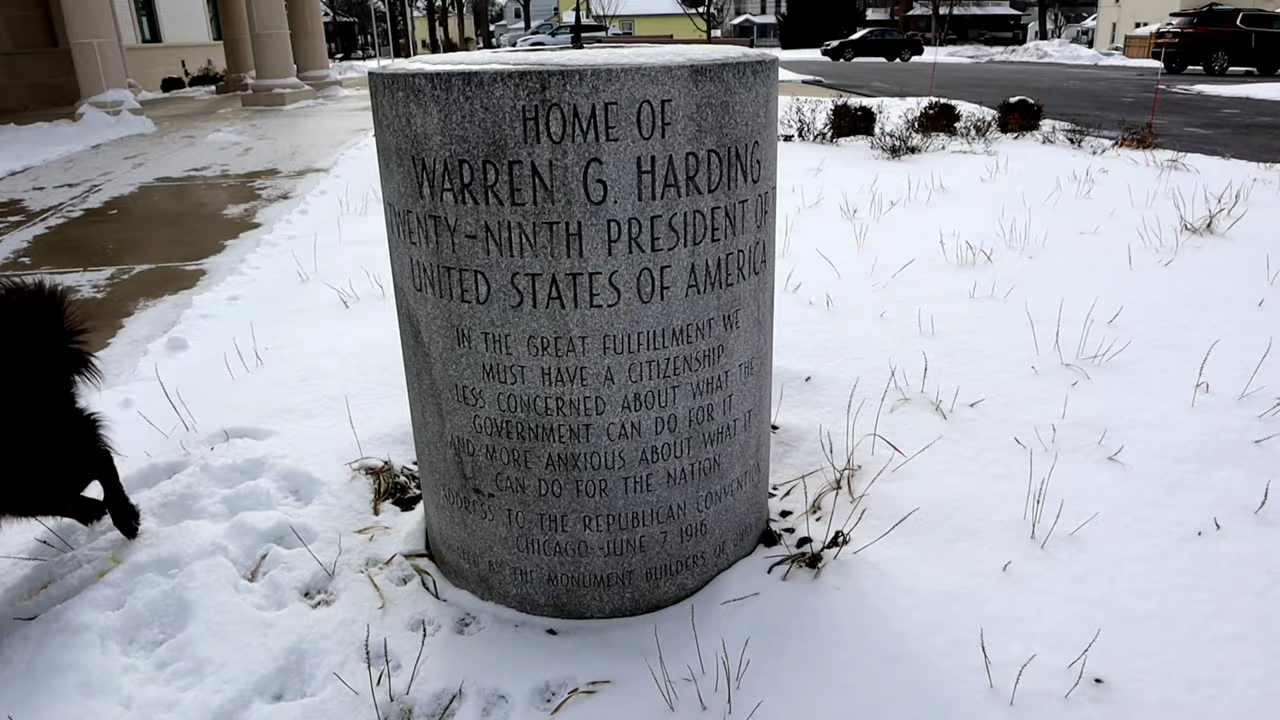 HOME OF
WARREN G. HARDING
TWENTY-NINTH PRESIDENT OF
UNITED STATES OF AMERICA
IN THE GREAT FULFILLMENT WE
MUST HAVE A CITIZENSHIP
LESS CONCERNED ABOUT WHAT THE
GOVERNMENT CAN DO FOR IT
AND MORE ANXIOUS ABOUT WHAT IT
CAN DO FOR THE NATION
ADDRESS TO THE REPUBLICAN CONVENTION
CHICAGO-JUNE 7 1916
BY THE MONUMENT BUILDERS OF